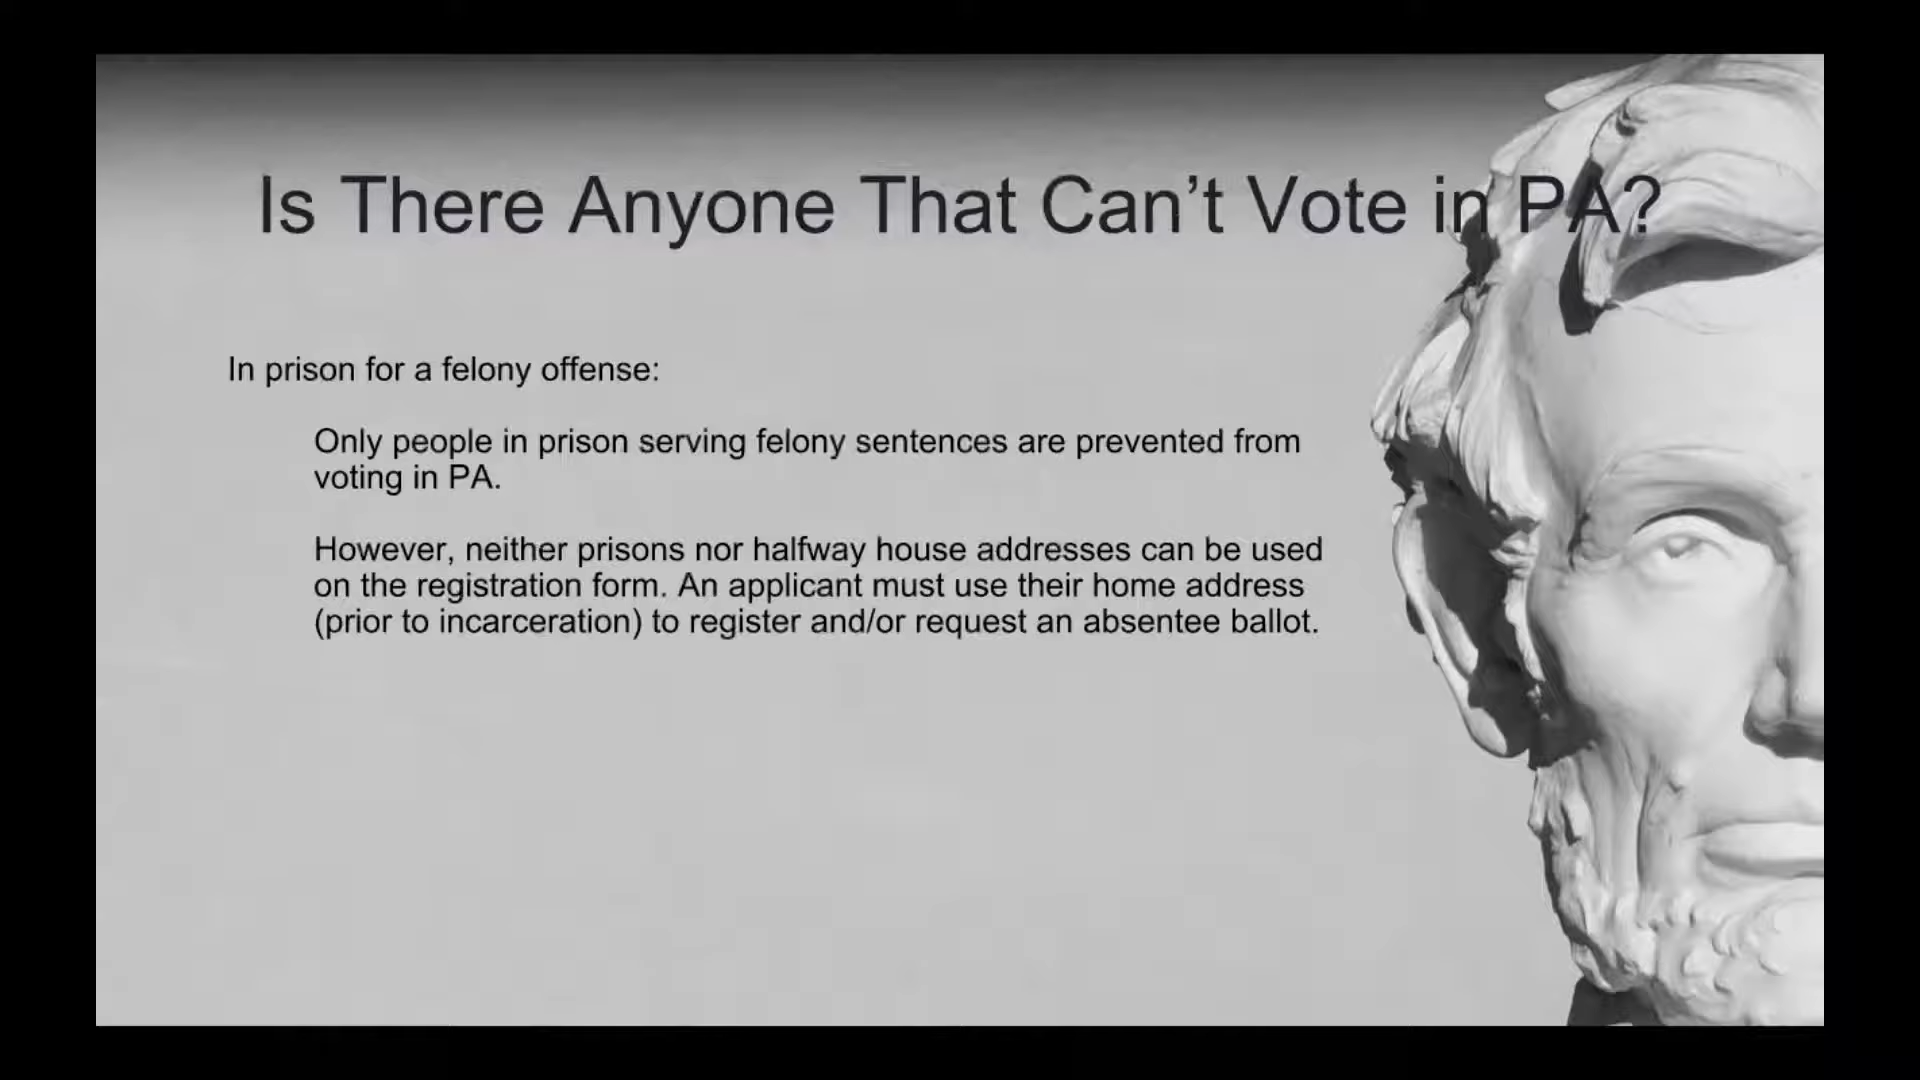 Is There Anyone That Can’t Vote in PA?
In prison for a felony offense:
Only people in prison serving felony sentences are prevented from
voting in PA.
However, neither prisons nor halfway house addresses can be used
on the registration form. An applicant must use their home address
(prior to incarceration) to register and/or request an absentee ballot.